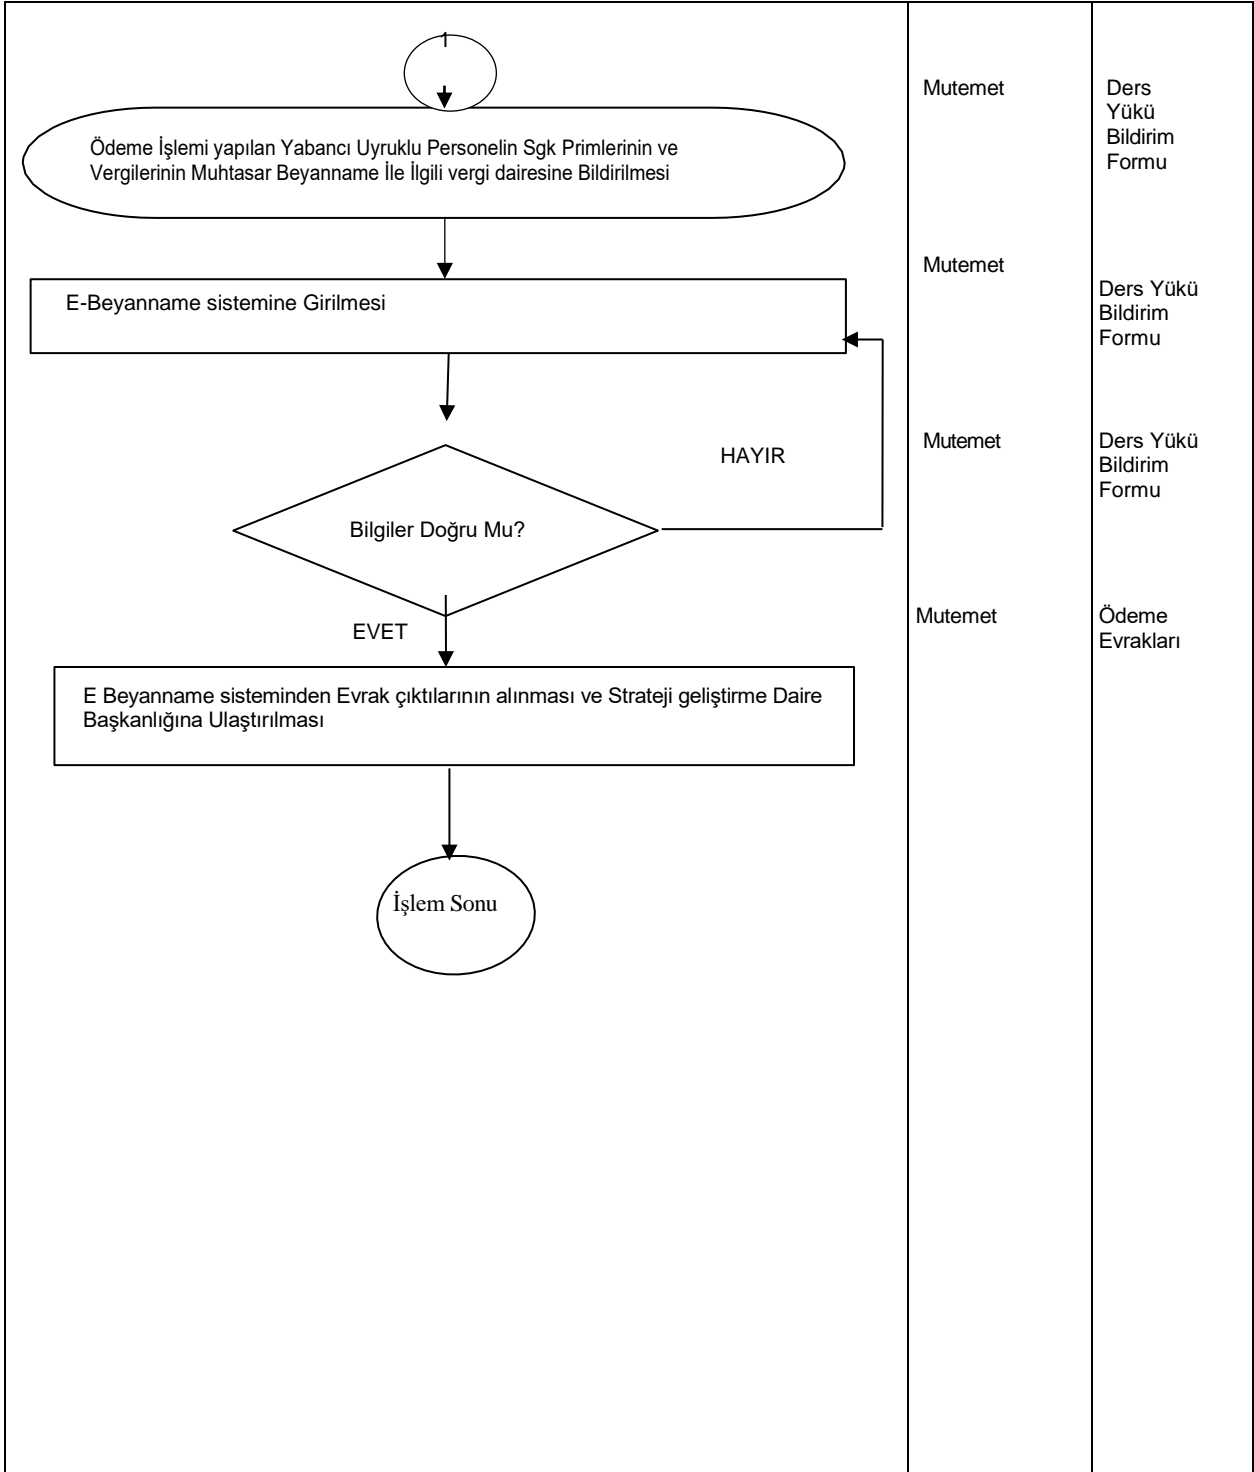 1
Ödeme İşlemi yapılan Yabancı Uyruklu Personelin Sgk Primlerinin ve
Vergilerinin Muhtasar Beyanname İle İlgili vergi dairesine Bildirilmesi
Mutemet
Ders
Yükü
Bildirim
Formu
E-Beyanname sistemine Girilmesi
Mutemet
Ders Yükü
Bildirim
Formu
HAYIR
Bilgiler Doğru Mu?
Mutemet
Ders Yükü
Bildirim
Formu
EVET
E Beyanname sisteminden Evrak çıktılarının alınması ve Strateji geliştirme Daire
Başkanlığına Ulaştırılması
Mutemet
Ödeme
Evrakları
İşlem Sonu